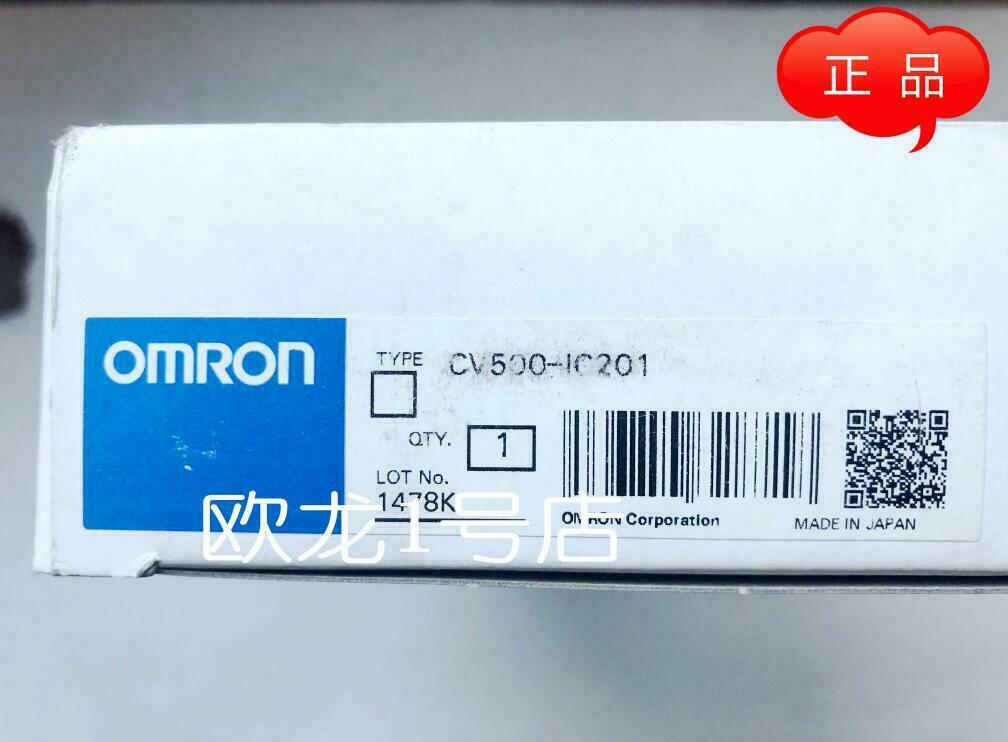 正品
OMRON
TYPE CV500-IC201
QTY. 1
LOT No.
1478K
OMRON Corporation
MADE IN JAPAN
欧龙1号店